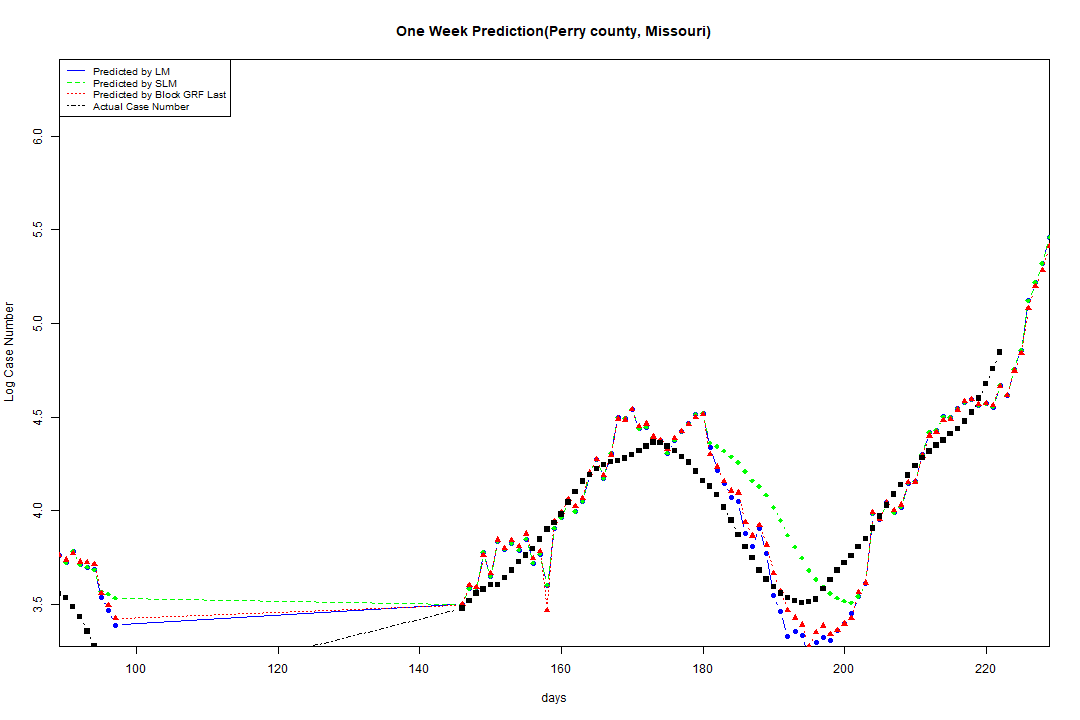 One Week Prediction(Perry county, Missouri)
Predicted by LM
Predicted by SLM
Predicted by Block GRF Last
Actual Case Number
6.0
5.5
5.0
4.5
4.0
3.5
Log Case Number
100 120 140 160 180 200 220
days